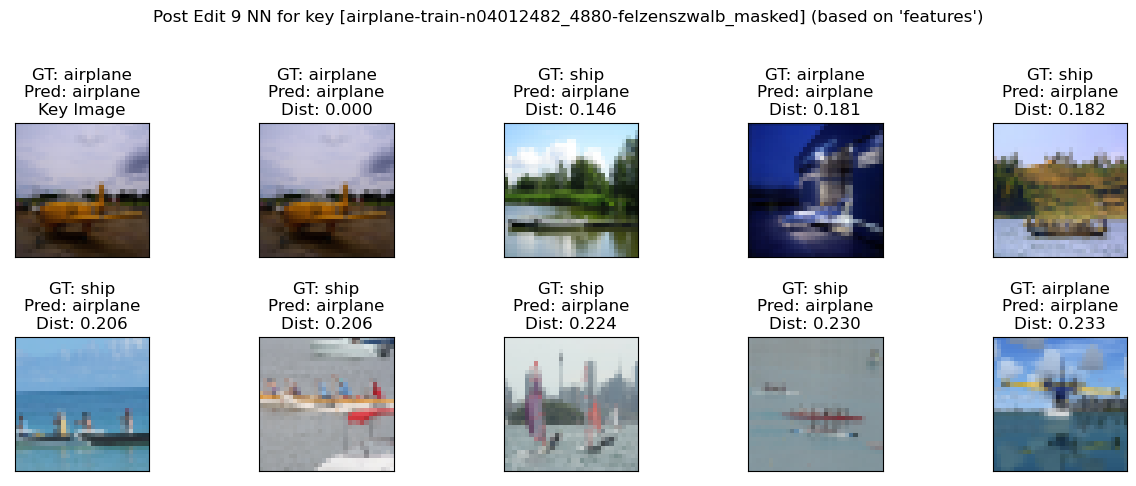 Post Edit 9 NN for key [airplane-train-n04012482_4880-felzenszwalb_masked] (based on 'features')
GT: airplane
Pred: airplane
Key Image
GT: airplane
Pred: airplane
Dist: 0.000
GT: ship
Pred: airplane
Dist: 0.146
GT: airplane
Pred: airplane
Dist: 0.181
GT: ship
Pred: airplane
Dist: 0.182
GT: ship
Pred: airplane
Dist: 0.206
GT: ship
Pred: airplane
Dist: 0.206
GT: ship
Pred: airplane
Dist: 0.224
GT: ship
Pred: airplane
Dist: 0.230
GT: airplane
Pred: airplane
Dist: 0.233